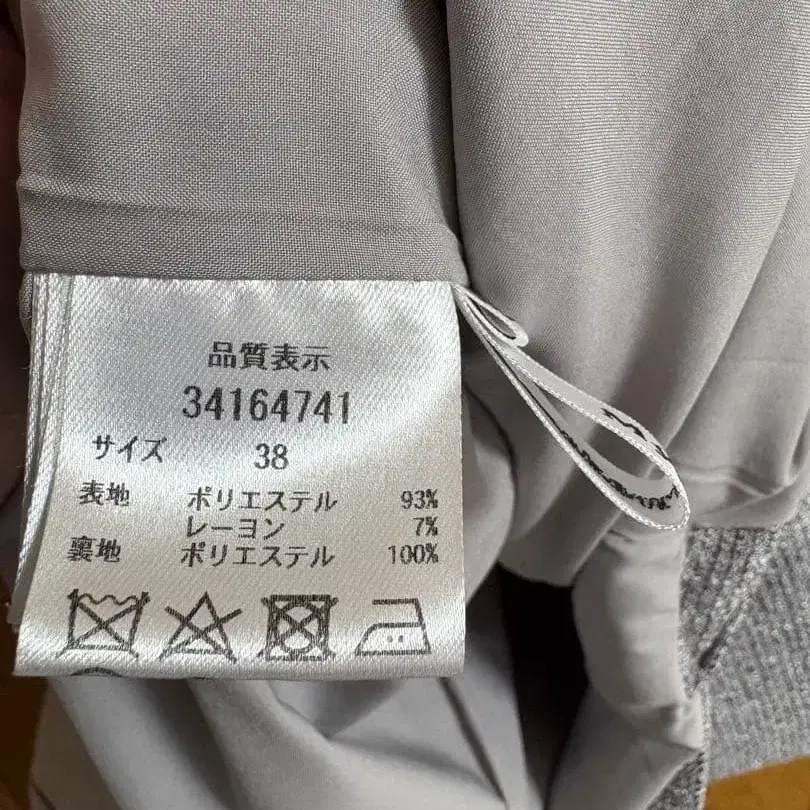 品質表示
34164741
サイズ 38
表地 ポリエステル 93%
レーヨン 7%
裏地 ポリエステル 100%